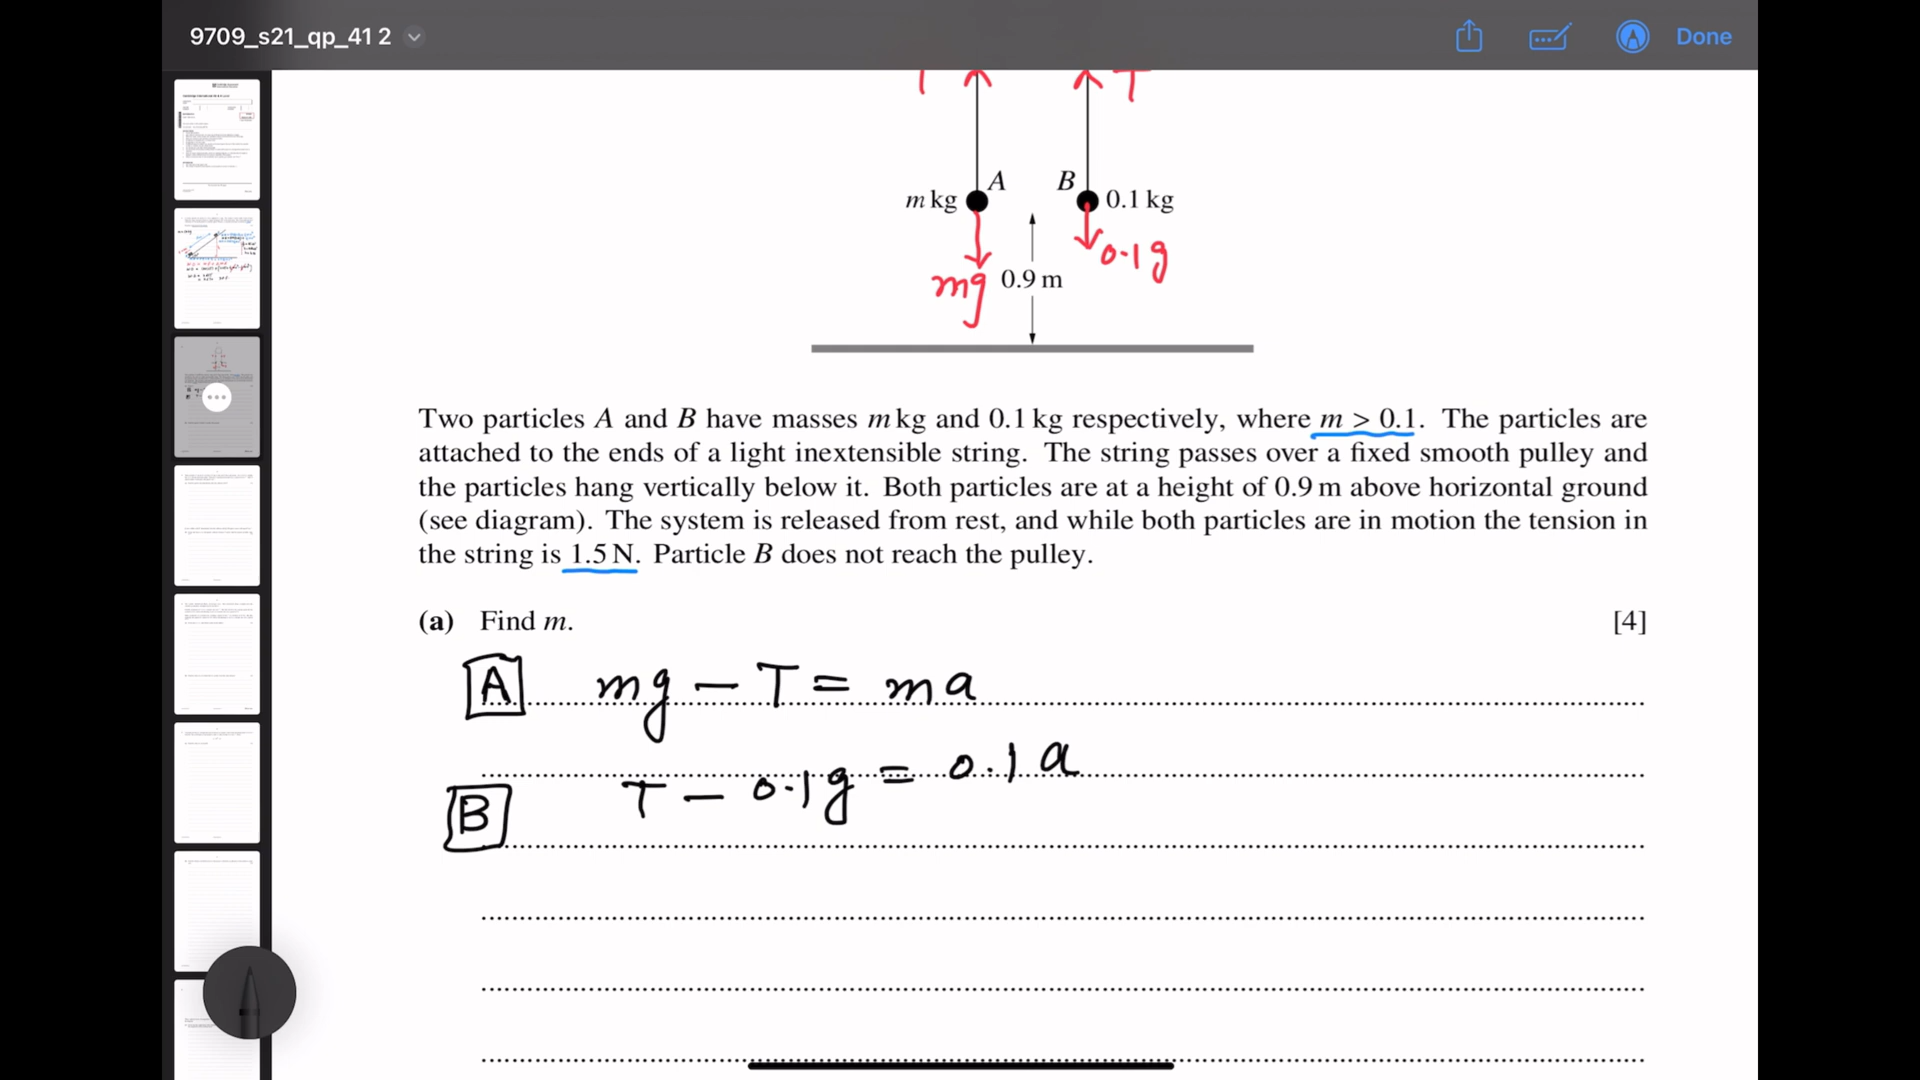 9709_s21_qp_41 2
Done
T T
A B
m kg 0.1 kg
mg 0.9 m 0.1g
Two particles A and B have masses m kg and 0.1 kg respectively, where m > 0.1. The particles are
attached to the ends of a light inextensible string. The string passes over a fixed smooth pulley and
the particles hang vertically below it. Both particles are at a height of 0.9 m above horizontal ground
(see diagram). The system is released from rest, and while both particles are in motion the tension in
the string is 1.5 N. Particle B does not reach the pulley.
(a) Find m. [4]
A mg - T = ma
B T - 0.1g = 0.1a